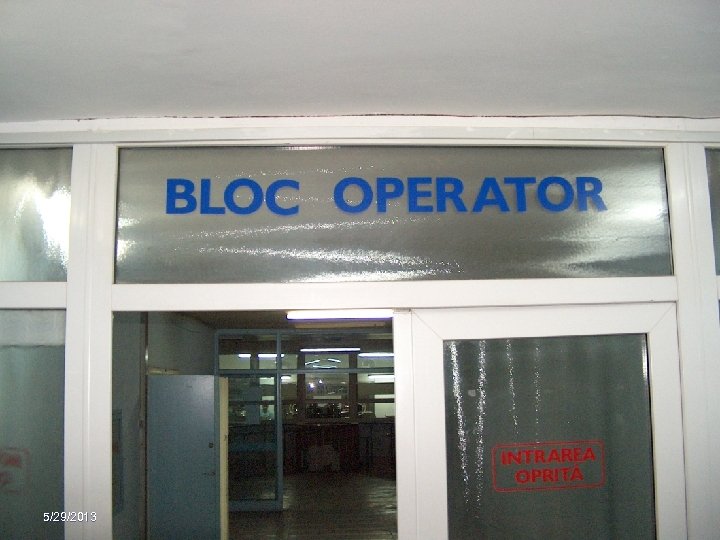 BLOC OPERATOR
INTRAREA
OPRITA
5/29/2013